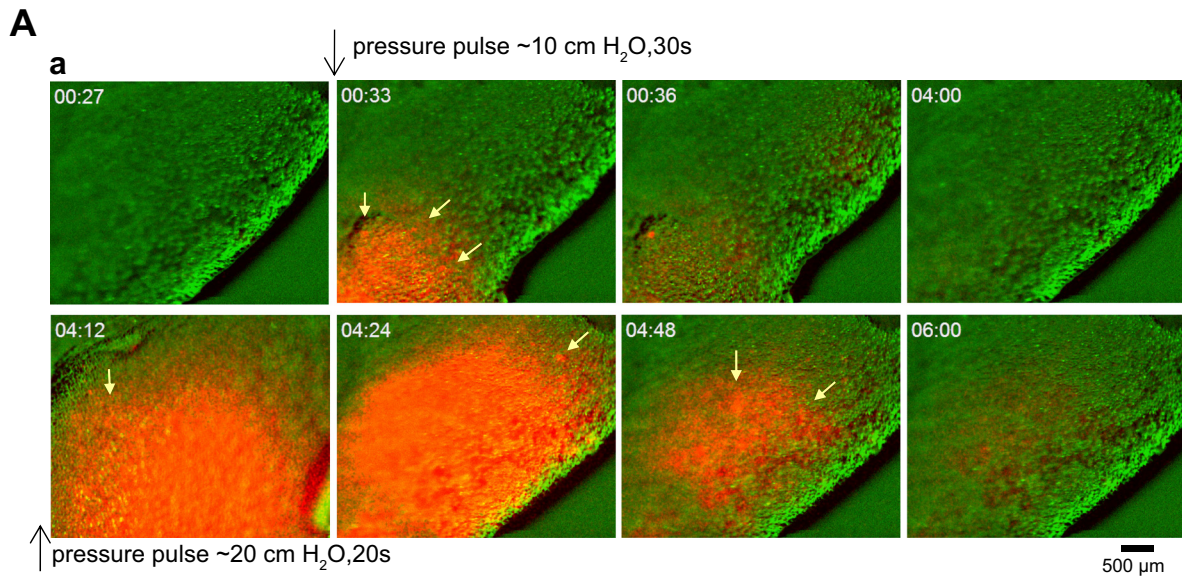 A
pressure pulse ~10 cm H₂O,30s
a
00:27
00:33
00:36
04:00
04:12
04:24
04:48
06:00
pressure pulse ~20 cm H₂O,20s
500 µm